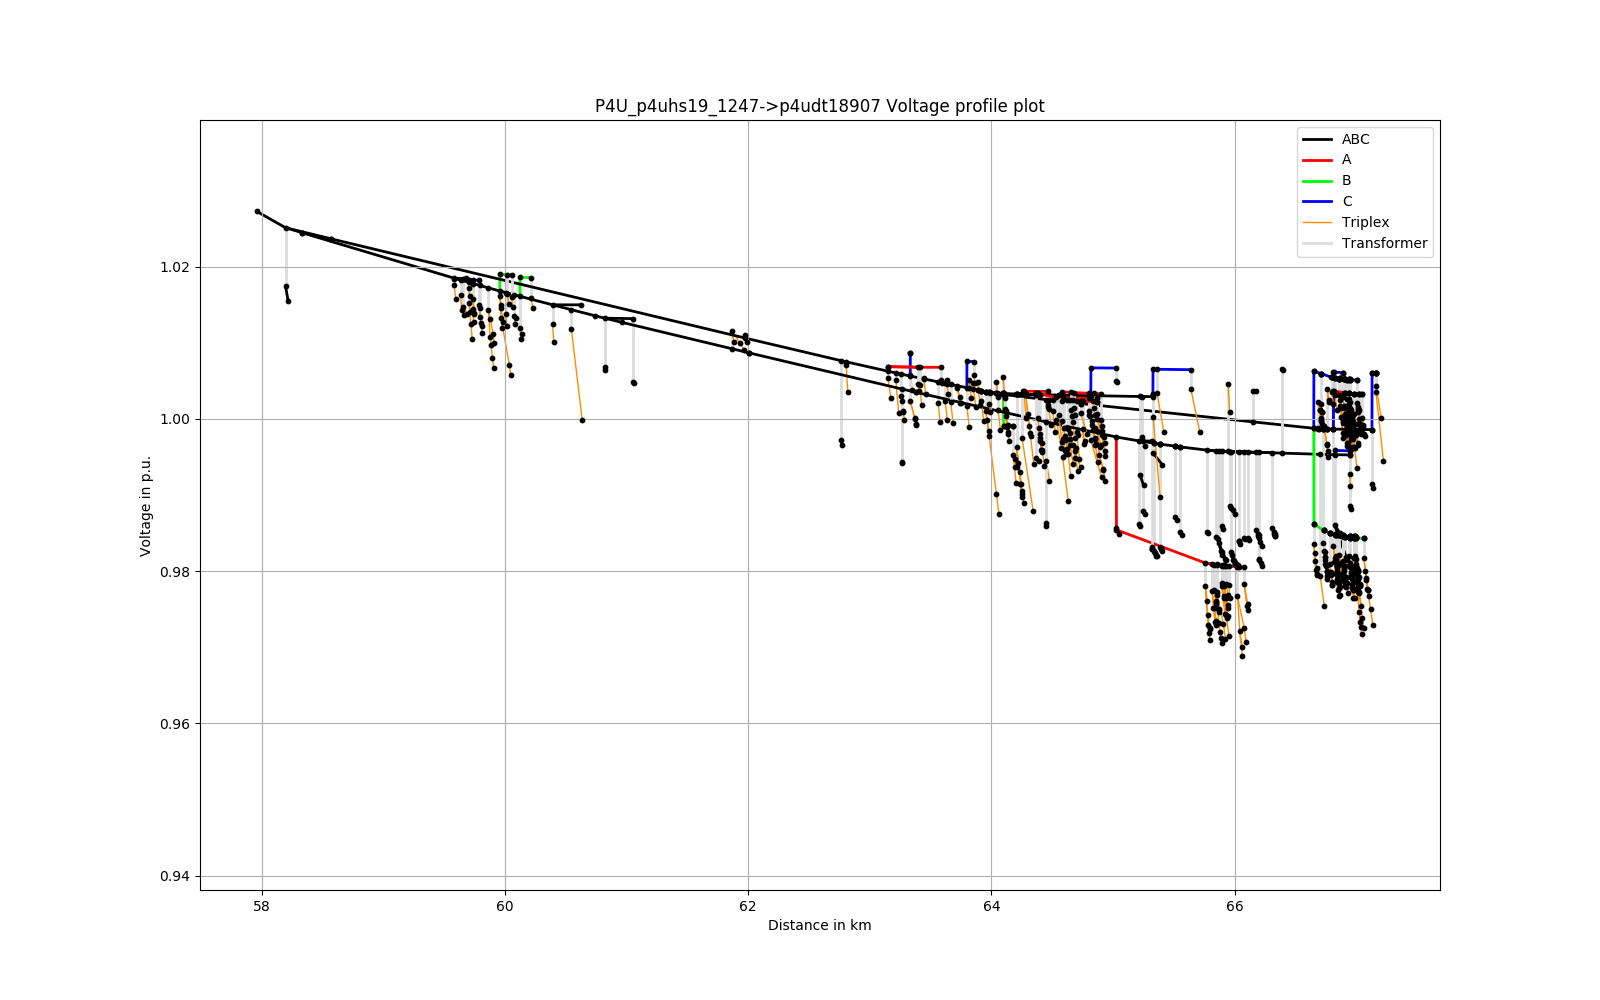 P4U_p4uhs19_1247->p4udt18907 Voltage profile plot
ABC
A
B
C
Triplex
Transformer
1.02
1.00
0.98
0.96
0.94
Voltage in p.u.
58
60
62
64
66
Distance in km